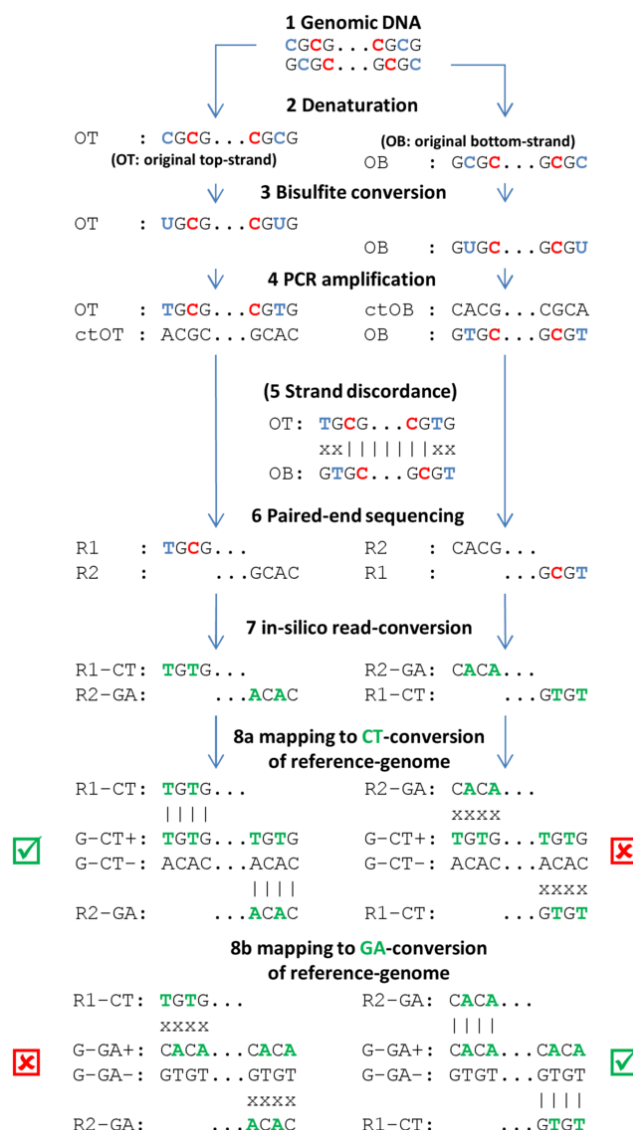 1 Genomic DNA
CGCG...CGCG
GCGC...GCGC
2 Denaturation
OT : CGCG...CGCG
(OT: original top-strand)
(OB: original bottom-strand)
OB : GCGC...GCGC
3 Bisulfite conversion
OT : UGCG...CGUG
OB : GUGC...GCGU
4 PCR amplification
OT : TGCG...CGTG ctOB : CACG...CGCA
ctOT : ACGC...GCAC OB : GTGC...GCGT
(5 Strand discordance)
OT: TGCG...CGTG
xx|||||||xx
OB: GTGC...GCGT
6 Paired-end sequencing
R1 : TGCG... R2 : CACG...
R2 : ...GCAC R1 : ...GCGT
7 in-silico read-conversion
R1-CT: TGTG... R2-GA: CACA...
R2-GA: ...ACAC R1-CT: ...GTGT
8a mapping to CT-conversion
of reference-genome
R1-CT: TGTG... R2-GA: CACA...
|||| xxxx
G-CT+: TGTG...TGTG G-CT+: TGTG...TGTG
G-CT-: ACAC...ACAC G-CT-: ACAC...ACAC
|||| xxxx
R2-GA: ...ACAC R1-CT: ...GTGT
8b mapping to GA-conversion
of reference-genome
R1-CT: TGTG... R2-GA: CACA...
xxxx ||||
G-GA+: CACA...CACA G-GA+: CACA...CACA
G-GA-: GTGT...GTGT G-GA-: GTGT...GTGT
xxxx ||||
R2-GA: ...ACAC R1-CT: ...GTGT